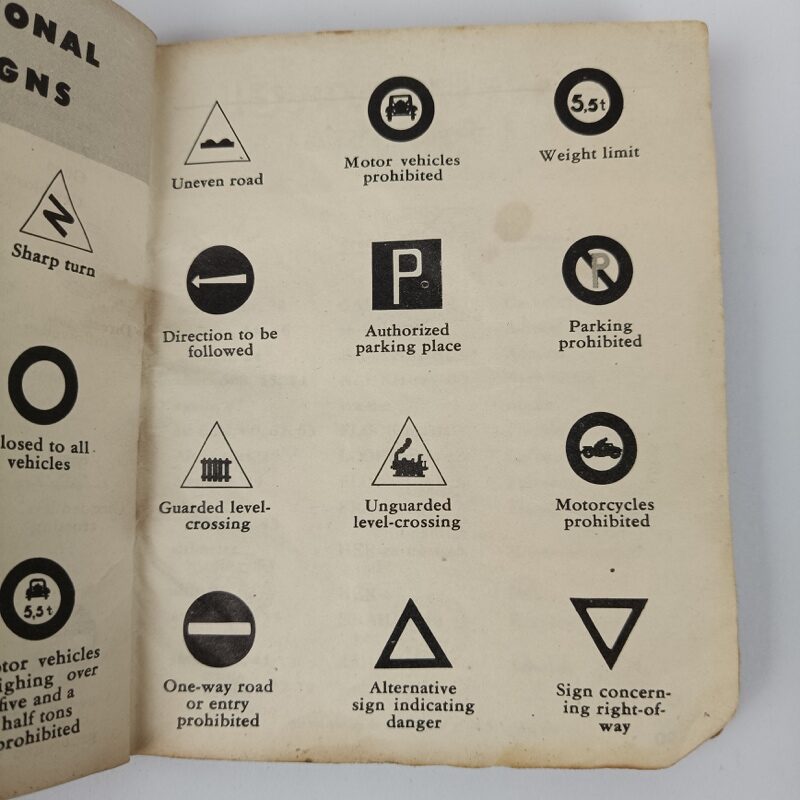 ONAL
GNS
Sharp turn
losed to all
vehicles
5,5t
tor vehicles
ighing over
five and a
half tons
prohibited
Uneven road
Motor vehicles
prohibited
5,5t
Weight limit
Direction to be
followed
P
Authorized
parking place
P
Parking
prohibited
Guarded level-
crossing
Unguarded
level-crossing
Motorcycles
prohibited
One-way road
or entry
prohibited
Alternative
sign indicating
danger
Sign concern-
ing right-of-
way